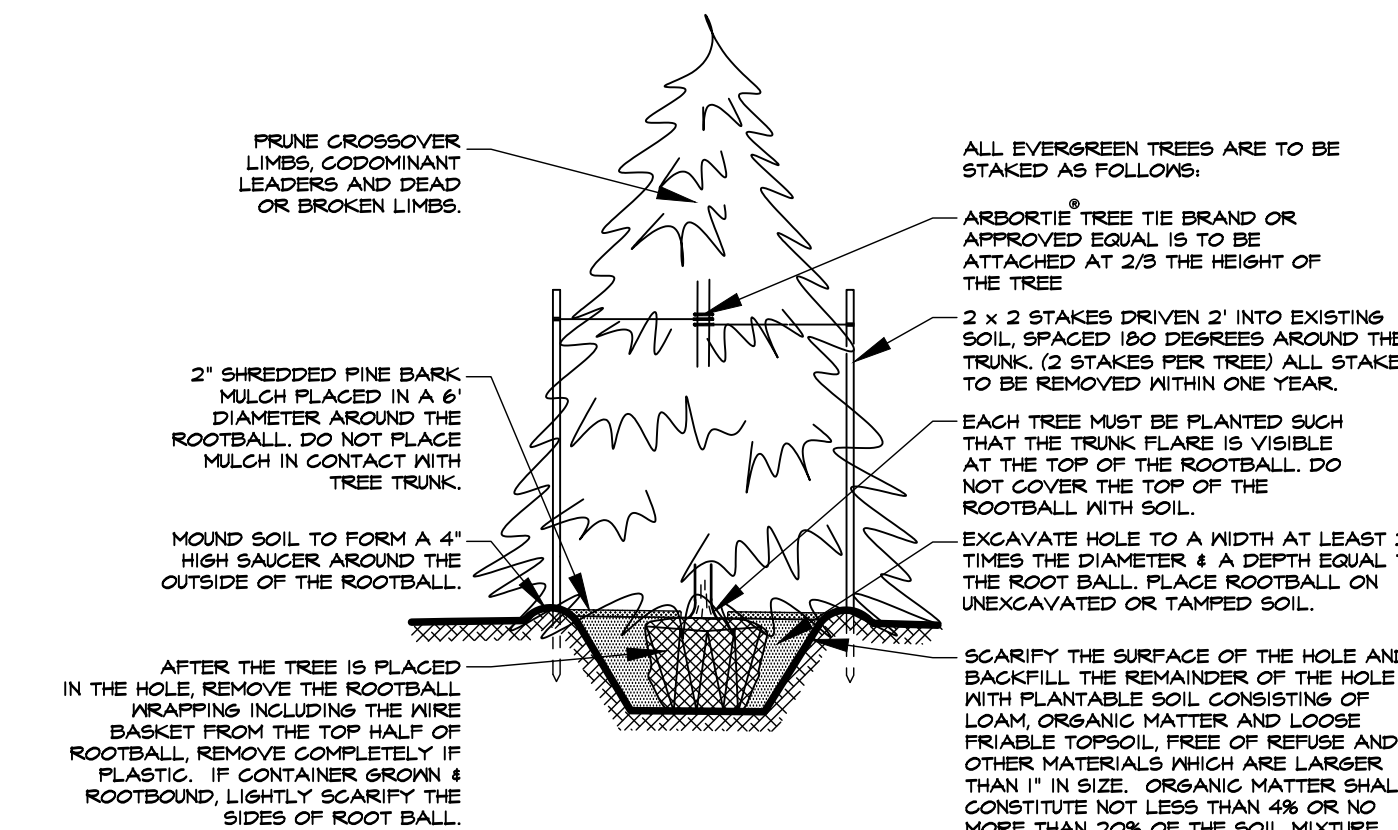 PRUNE CROSSOVER
LIMBS, CODOMINANT
LEADERS AND DEAD
OR BROKEN LIMBS.
2" SHREDDED PINE BARK
MULCH PLACED IN A 6'
DIAMETER AROUND THE
ROOTBALL. DO NOT PLACE
MULCH IN CONTACT WITH
TREE TRUNK.
MOUND SOIL TO FORM A 4"
HIGH SAUCER AROUND THE
OUTSIDE OF THE ROOTBALL.
AFTER THE TREE IS PLACED
IN THE HOLE, REMOVE THE ROOTBALL
WRAPPING INCLUDING THE WIRE
BASKET FROM THE TOP HALF OF
ROOTBALL, REMOVE COMPLETELY IF
PLASTIC. IF CONTAINER GROWN &
ROOTBOUND, LIGHTLY SCARIFY THE
SIDES OF ROOT BALL.
ALL EVERGREEN TREES ARE TO BE
STAKED AS FOLLOWS:
ARBORTIE® TREE TIE BRAND OR
APPROVED EQUAL IS TO BE
ATTACHED AT 2/3 THE HEIGHT OF
THE TREE
2 x 2 STAKES DRIVEN 2' INTO EXISTING
SOIL, SPACED 180 DEGREES AROUND THE
TRUNK. (2 STAKES PER TREE) ALL STAKE
TO BE REMOVED WITHIN ONE YEAR.
EACH TREE MUST BE PLANTED SUCH
THAT THE TRUNK FLARE IS VISIBLE
AT THE TOP OF THE ROOTBALL. DO
NOT COVER THE TOP OF THE
ROOTBALL WITH SOIL.
EXCAVATE HOLE TO A WIDTH AT LEAST
TIMES THE DIAMETER & A DEPTH EQUAL
THE ROOT BALL. PLACE ROOTBALL ON
UNEXCAVATED OR TAMPED SOIL.
SCARIFY THE SURFACE OF THE HOLE AND
BACKFILL THE REMAINDER OF THE HOLE
WITH PLANTABLE SOIL CONSISTING OF
LOAM, ORGANIC MATTER AND LOOSE
FRIABLE TOPSOIL, FREE OF REFUSE AND
OTHER MATERIALS WHICH ARE LARGER
THAN 1" IN SIZE. ORGANIC MATTER SHAL
CONSTITUTE NOT LESS THAN 4% OR NO
MORE THAN 20% OF THE SOIL MIXTURE